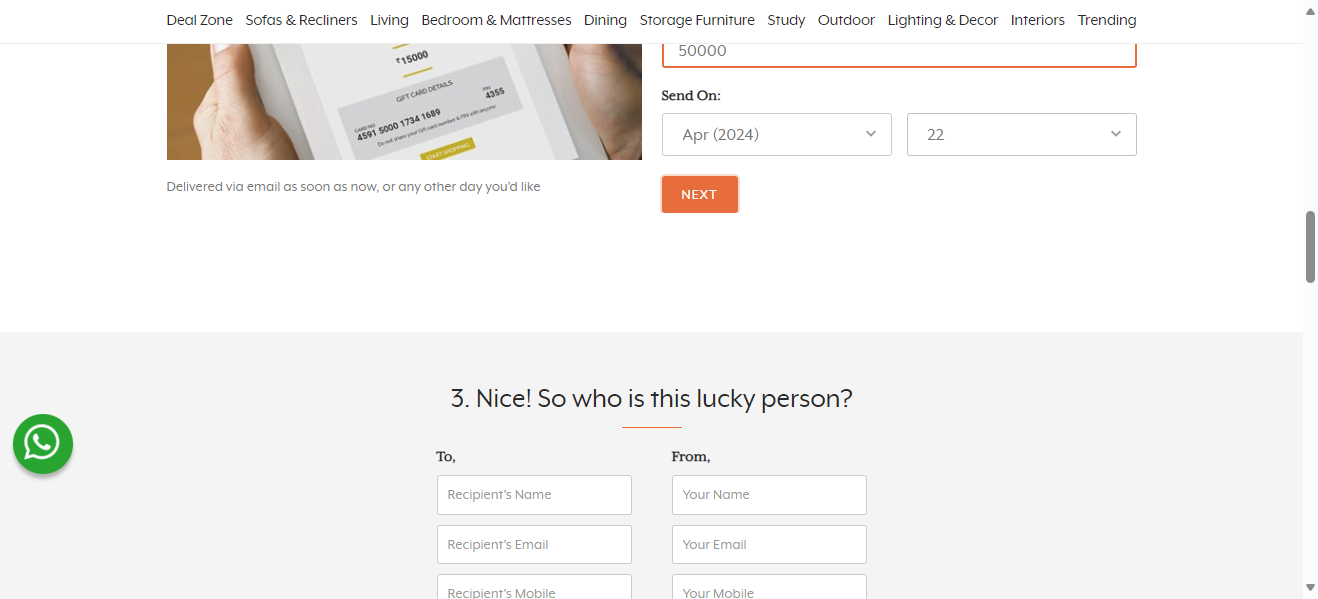 Deal Zone Sofas & Recliners Living Bedroom & Mattresses Dining Storage Furniture Study Outdoor Lighting & Decor Interiors Trending
₹15000
GIFT CARD DETAILS
CARD NO. PIN
4591 5000 1734 1689 4355
Do not share your Gift card number & PIN with anyone
START SHOPPING
Delivered via email as soon as now, or any other day you'd like
50000
Send On:
Apr (2024) 22
NEXT
3. Nice! So who is this lucky person?
To, From,
Recipient's Name Your Name
Recipient's Email Your Email
Recipient's Mobile Your Mobile